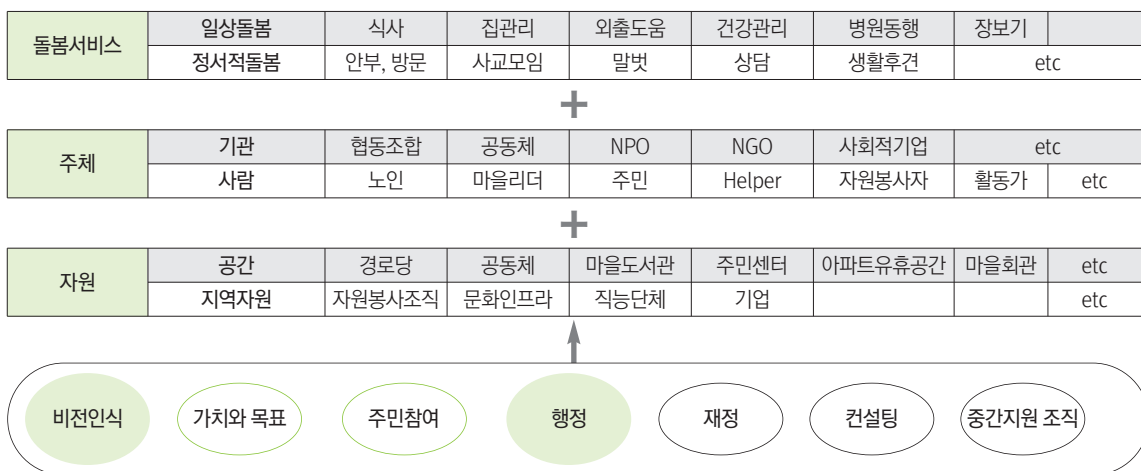 돌봄서비스 일상돌봄 식사 집관리 외출도움 건강관리 병원동행 장보기
정서적돌봄 안부, 방문 사교모임 말벗 상담 생활후견 etc
+
주체 기관 협동조합 공동체 NPO NGO 사회적기업 etc
사람 노인 마을리더 주민 Helper 자원봉사자 활동가 etc
+
자원 공간 경로당 공동체 마을도서관 주민센터 아파트유휴공간 마을회관 etc
지역자원 자원봉사조직 문화인프라 직능단체 기업 etc
비전인식 가치와 목표 주민참여 행정 재정 컨설팅 중간지원 조직